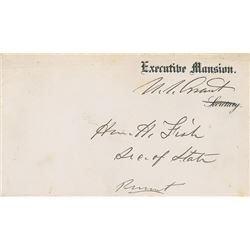 Executive Mansion.
U.S. Grant
Secretary
Hon. H. Fish
Sec. of State
Present